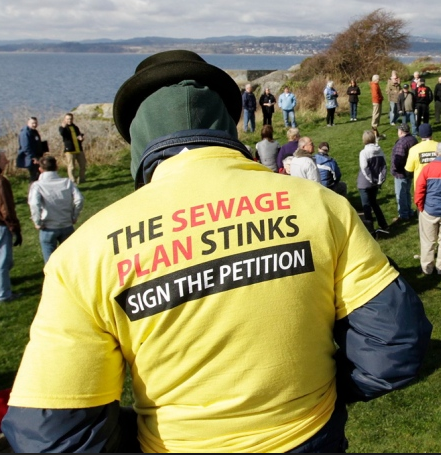 THE SEWAGE
PLAN STINKS
SIGN THE PETITION